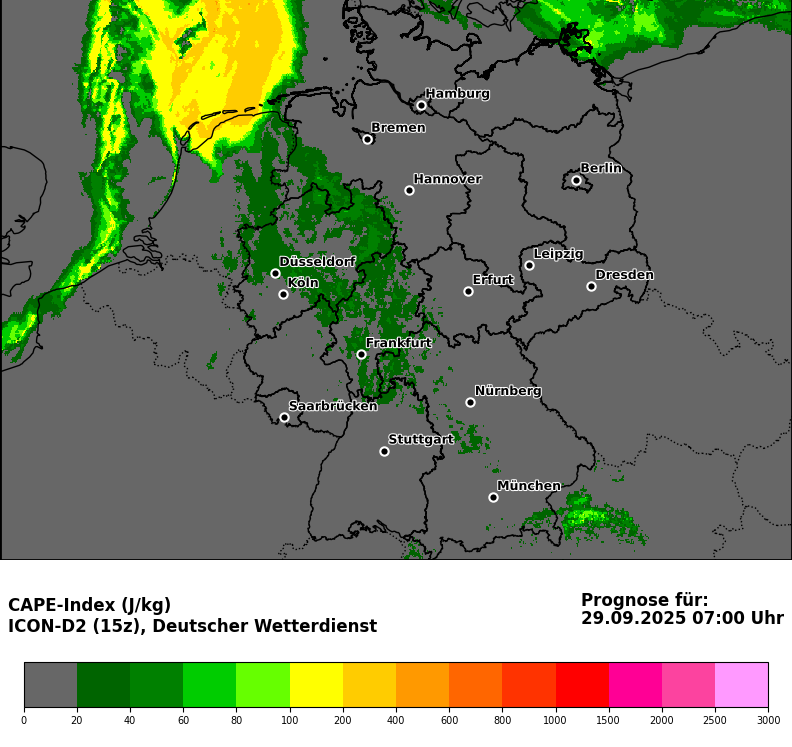 Hamburg
Bremen
Berlin
Hannover
Leipzig
Düsseldorf
Dresden
Köln
Erfurt
Frankfurt
Nürnberg
Saarbrücken
Stuttgart
München
CAPE-Index (J/kg)
ICON-D2 (15z), Deutscher Wetterdienst
Prognose für:
29.09.2025 07:00 Uhr
0 20 40 60 80 100 200 400 600 800 1000 1500 2000 2500 3000